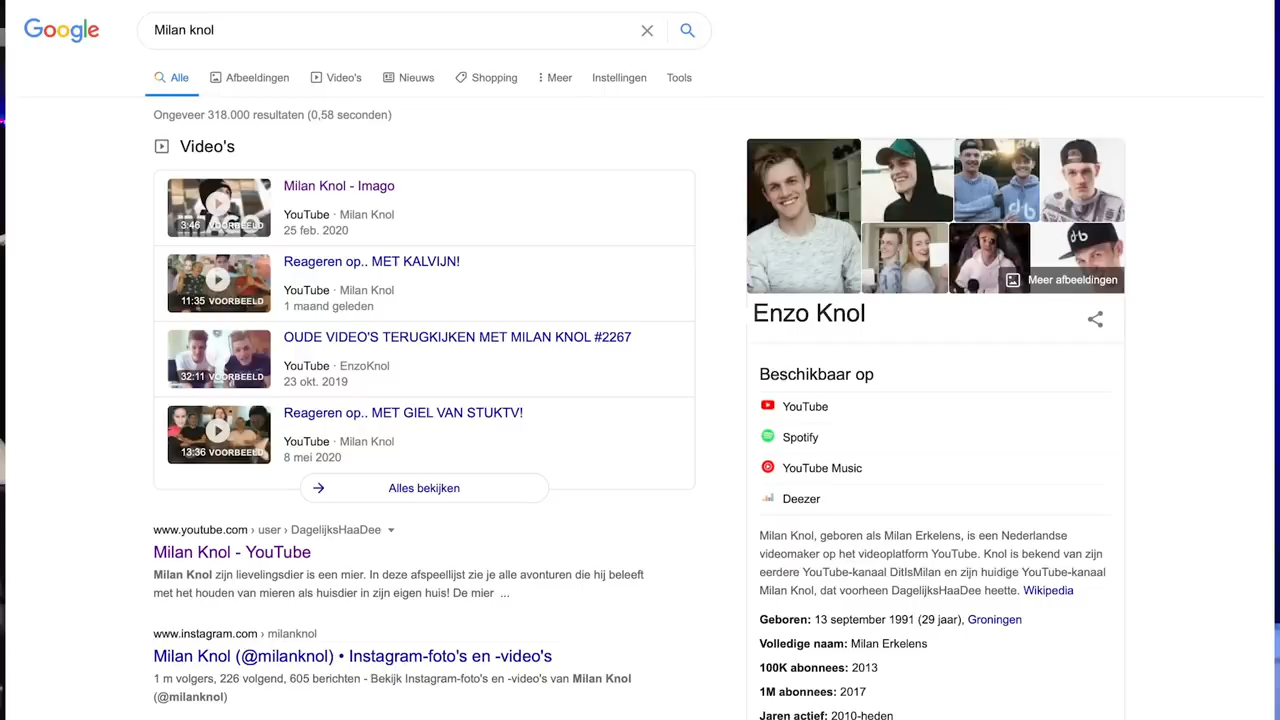 Google
Milan knol
Alle
Afbeeldingen
Video's
Nieuws
Shopping
Meer
Instellingen
Tools
Ongeveer 318.000 resultaten (0,58 seconden)
Video's
Milan Knol - Imago
YouTube · Milan Knol
25 feb. 2020
3:46 VOORBEELD
Reageren op.. MET KALVIJN!
YouTube · Milan Knol
1 maand geleden
11:35 VOORBEELD
OUDE VIDEO'S TERUGKIJKEN MET MILAN KNOL #2267
YouTube · EnzoKnol
23 okt. 2019
32:11 VOORBEELD
Reageren op.. MET GIEL VAN STUKTV!
YouTube · Milan Knol
8 mei 2020
13:36 VOORBEELD
Alles bekijken
www.youtube.com › user › DagelijksHaaDee
Milan Knol - YouTube
Milan Knol zijn lievelingsdier is een mier. In deze afspeellijst zie je alle avonturen die hij beleeft
met het houden van mieren als huisdier in zijn eigen huis! De mier ...
www.instagram.com › milanknol
Milan Knol (@milanknol) • Instagram-foto's en -video's
1 m volgers, 226 volgend, 605 berichten - Bekijk Instagram-foto's en -video's van Milan Knol
(@milanknol)
Meer afbeeldingen
Enzo Knol
Beschikbaar op
YouTube
Spotify
YouTube Music
Deezer
Milan Knol, geboren als Milan Erkelens, is een Nederlandse
videomaker op het videoplatform YouTube. Knol is bekend van zijn
eerdere YouTube-kanaal DitIsMilan en zijn huidige YouTube-kanaal
Milan Knol, dat voorheen DagelijksHaaDee heette. Wikipedia
Geboren: 13 september 1991 (29 jaar), Groningen
Volledige naam: Milan Erkelens
100K abonnees: 2013
1M abonnees: 2017
Jaren actief: 2010-heden